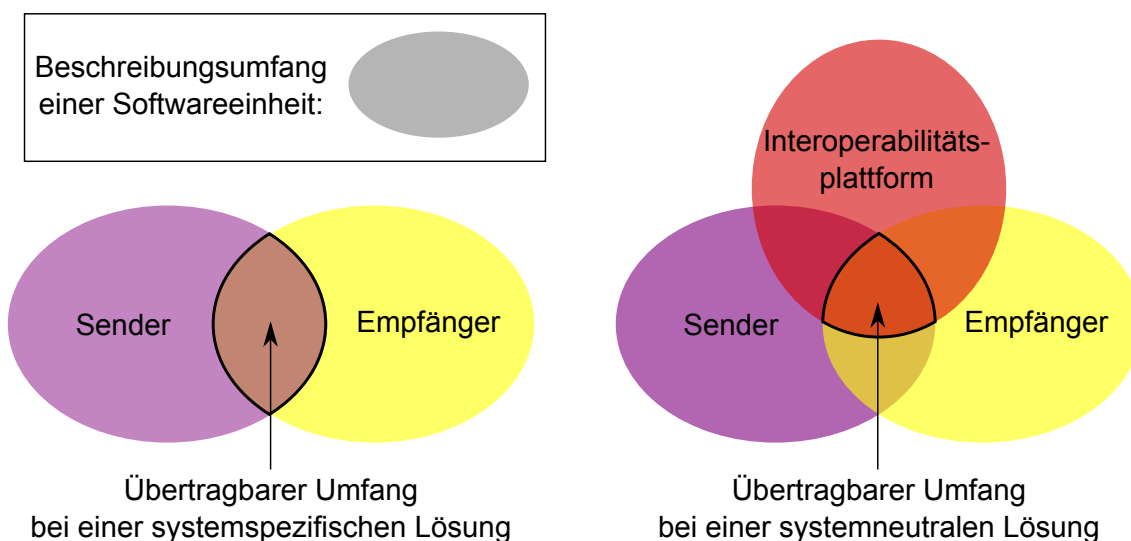 Beschreibungsumfang
einer Softwareeinheit:
Sender
Empfänger
Übertragbarer Umfang
bei einer systemspezifischen Lösung
Interoperabilitäts-
plattform
Sender
Empfänger
Übertragbarer Umfang
bei einer systemneutralen Lösung